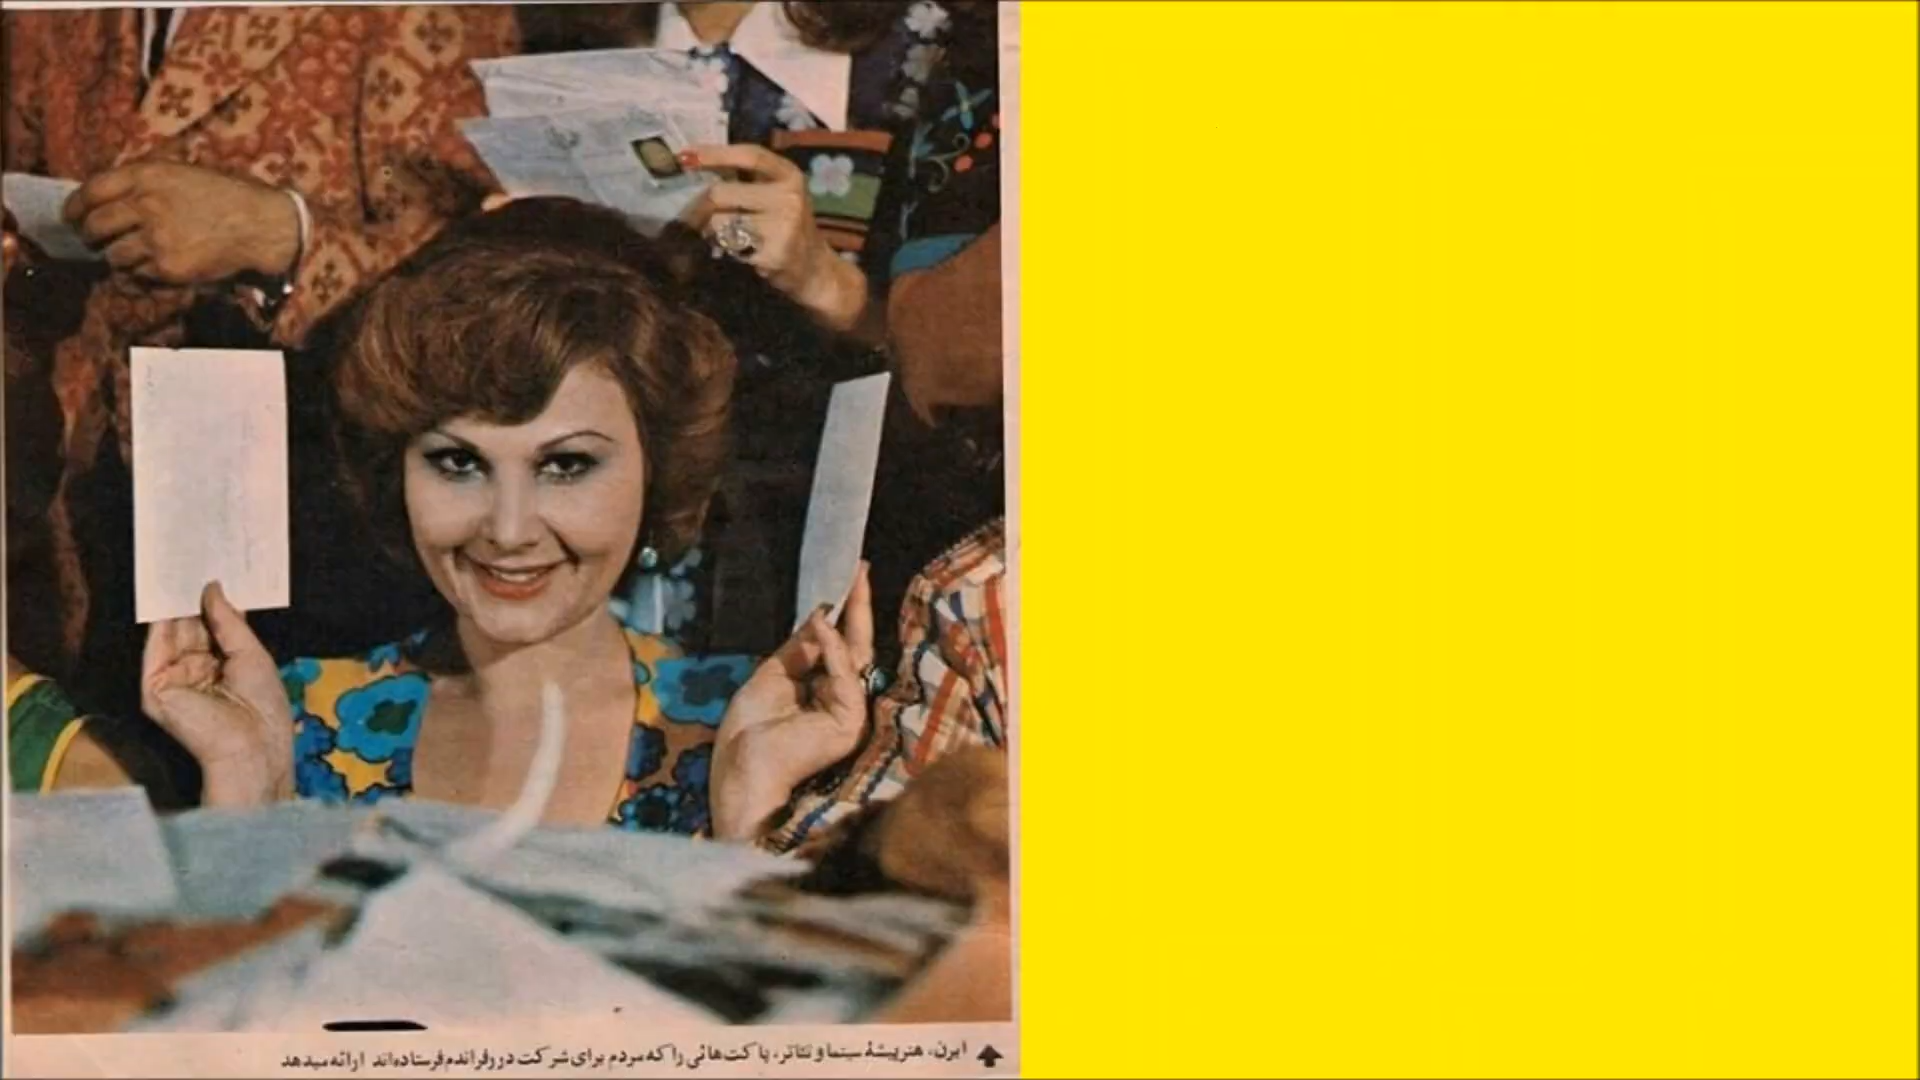 ایرن، هنرپیشهٔ سینما و تئاتر، پاکت‌هائی را که مردم برای شرکت در رفراندم فرستاده‌اند ارائه میدهد